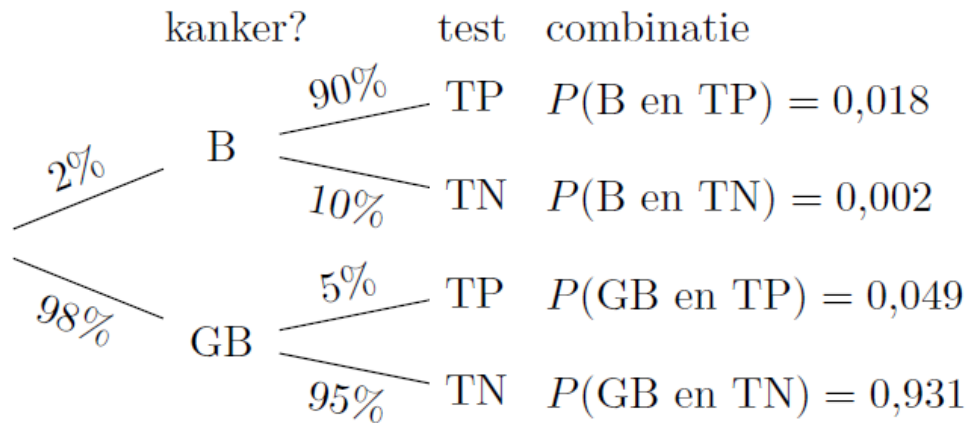 kanker? test combinatie
90% TP P(B en TP) = 0,018
B
2%
10% TN P(B en TN) = 0,002
5% TP P(GB en TP) = 0,049
98%
GB
95% TN P(GB en TN) = 0,931